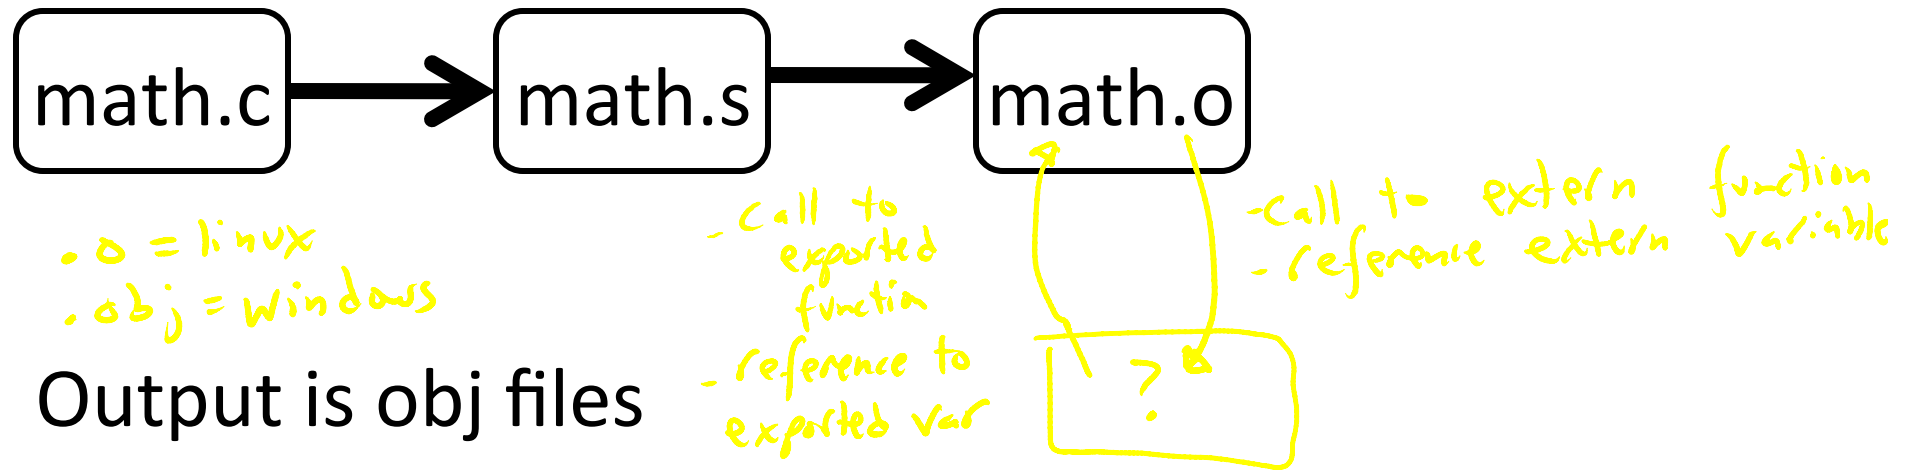 math.c
math.s
math.o
.o = linux
.obj = windows
Output is obj files
- call to
exported
function
- reference to
exported var
- call to extern function
- reference extern variable
?